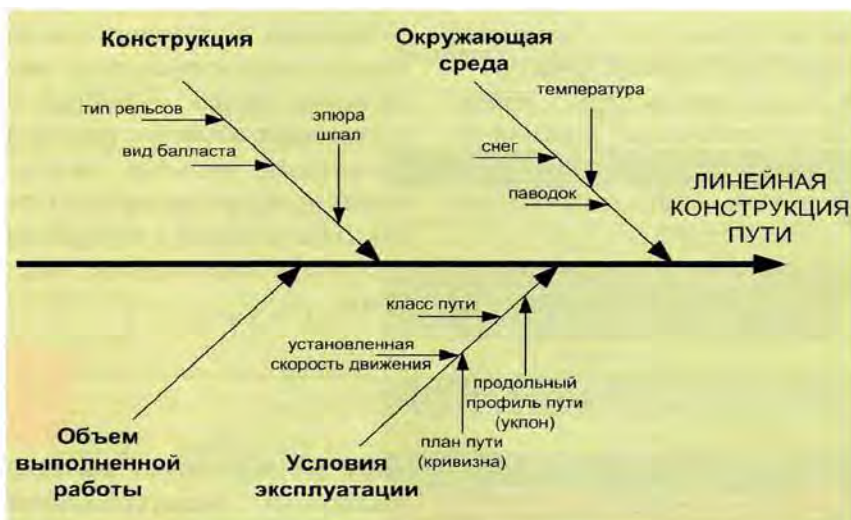 Конструкция
тип рельсов
вид балласта
эпюра
шпал
Окружающая
среда
температура
снег
паводок
ЛИНЕЙНАЯ
КОНСТРУКЦИЯ
ПУТИ
класс пути
установленная
скорость движения
продольный
профиль пути
(уклон)
план пути
(кривизна)
Объем
выполненной
работы
Условия
эксплуатации